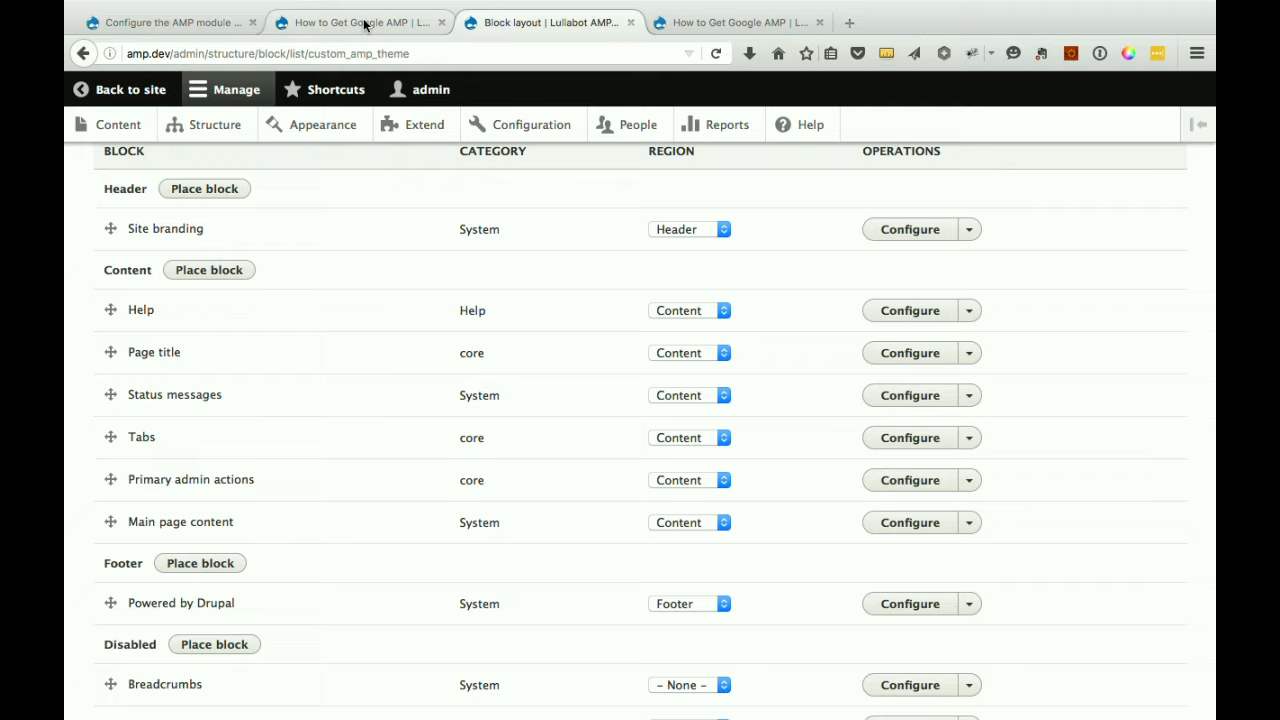 Configure the AMP module ...
How to Get Google AMP | L...
Block layout | Lullabot AMP...
How to Get Google AMP | L...
amp.dev/admin/structure/block/list/custom_amp_theme
Back to site
Manage
Shortcuts
admin
Content
Structure
Appearance
Extend
Configuration
People
Reports
Help
BLOCK CATEGORY REGION OPERATIONS
Header Place block
Site branding System Header Configure
Content Place block
Help Help Content Configure
Page title core Content Configure
Status messages System Content Configure
Tabs core Content Configure
Primary admin actions core Content Configure
Main page content System Content Configure
Footer Place block
Powered by Drupal System Footer Configure
Disabled Place block
Breadcrumbs System - None - Configure